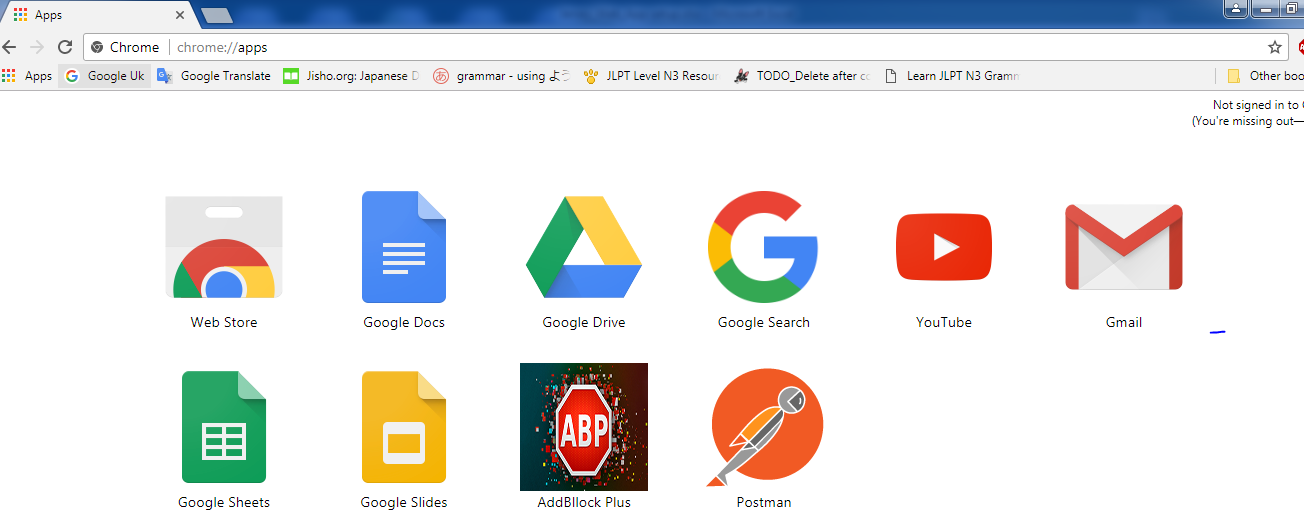 Apps
Chrome chrome://apps
Apps Google Uk Google Translate Jisho.org: Japanese D grammar - using よう JLPT Level N3 Resour TODO_Delete after co Learn JLPT N3 Gramm Other boo
Not signed in to
(You're missing out—
Web Store Google Docs Google Drive Google Search YouTube Gmail
ABP
Google Sheets Google Slides AddBllock Plus Postman